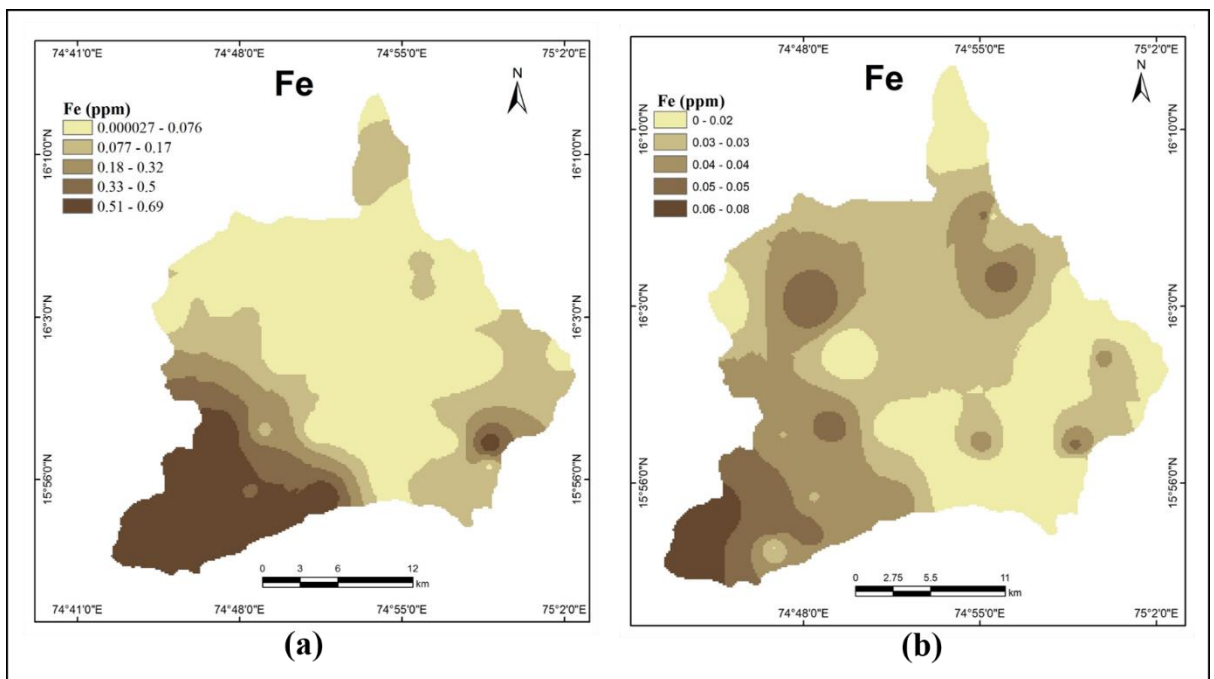 74°41'0"E 74°48'0"E 74°55'0"E 75°2'0"E
Fe
N
Fe (ppm)
0.000027 - 0.076
0.077 - 0.17
0.18 - 0.32
0.33 - 0.5
0.51 - 0.69
16°10'0"N
16°3'0"N
15°56'0"N
16°10'0"N
16°3'0"N
15°56'0"N
0 3 6 12
km
74°41'0"E 74°48'0"E 74°55'0"E 75°2'0"E
(a)
74°48'0"E 74°55'0"E 75°2'0"E
Fe
N
Fe (ppm)
0 - 0.02
0.03 - 0.03
0.04 - 0.04
0.05 - 0.05
0.06 - 0.08
16°10'0"N
16°3'0"N
15°56'0"N
16°10'0"N
16°3'0"N
15°56'0"N
0 2.75 5.5 11
km
74°48'0"E 74°55'0"E 75°2'0"E
(b)